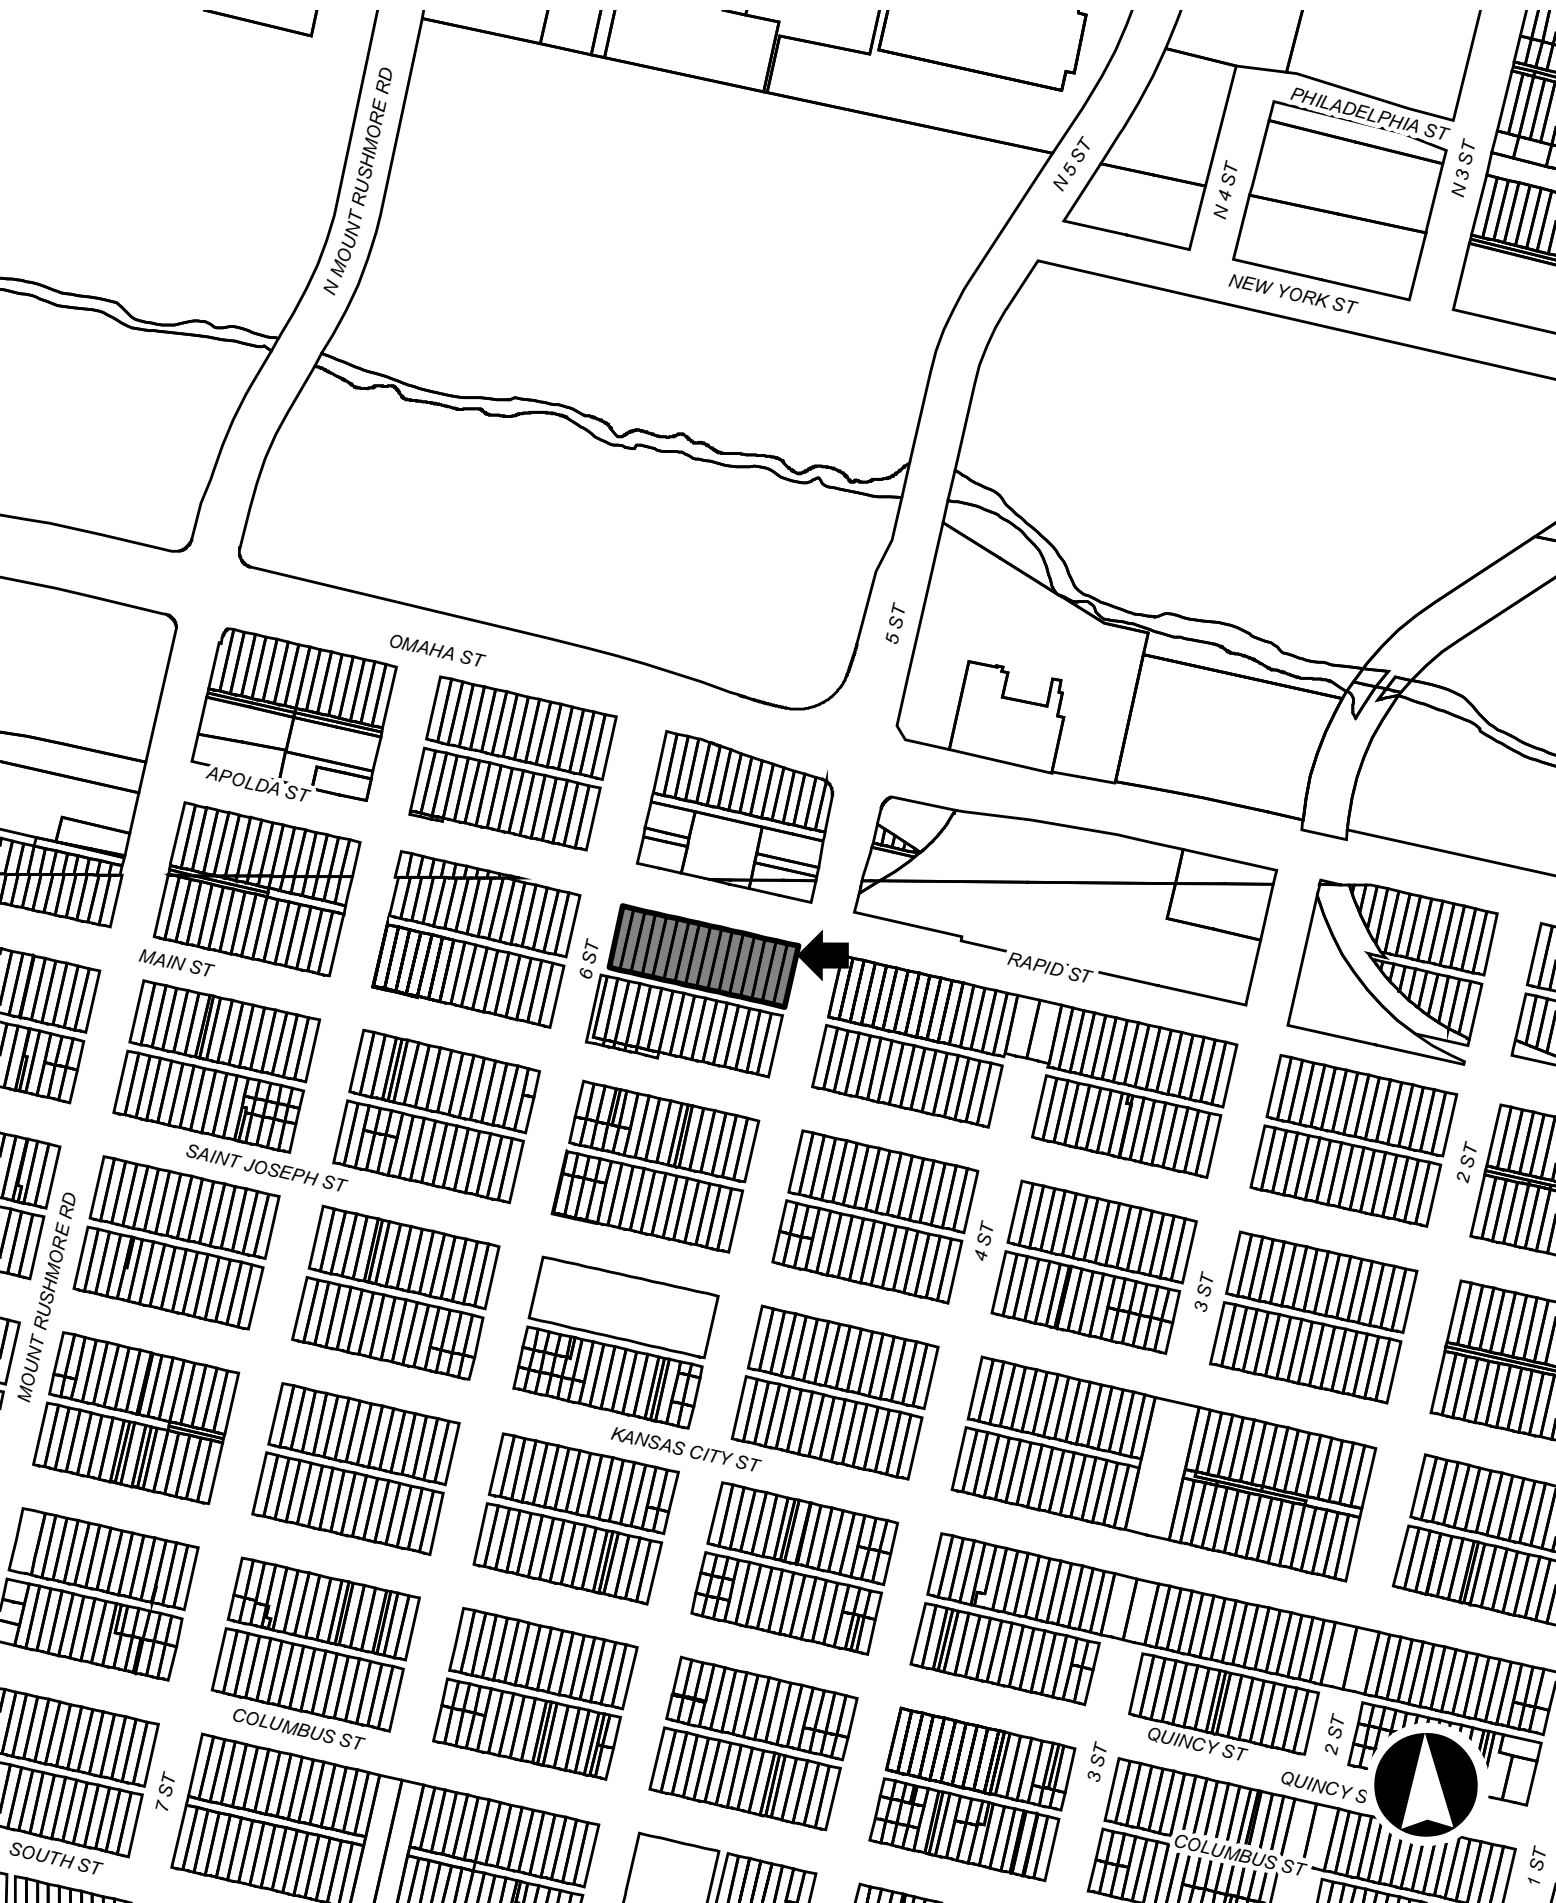 N MOUNT RUSHMORE RD
PHILADELPHIA ST
N 5 ST
N 4 ST
N 3 ST
NEW YORK ST
5 ST
OMAHA ST
APOLDA ST
6 ST
MAIN ST
RAPID ST
SAINT JOSEPH ST
2 ST
MOUNT RUSHMORE RD
4 ST
3 ST
KANSAS CITY ST
COLUMBUS ST
3 ST
QUINCY ST
2 ST
7 ST
QUINCY S
SOUTH ST
COLUMBUS ST
1 ST